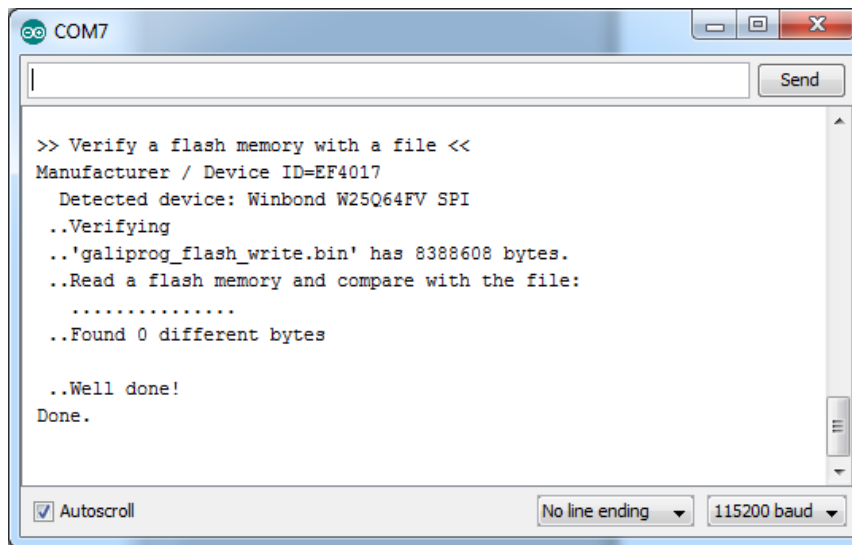 COM7
Send
>> Verify a flash memory with a file <<
Manufacturer / Device ID=EF4017
Detected device: Winbond W25Q64FV SPI
..Verifying
..'galiprog_flash_write.bin' has 8388608 bytes.
..Read a flash memory and compare with the file:
...............
..Found 0 different bytes
..Well done!
Done.
Autoscroll
No line ending
115200 baud